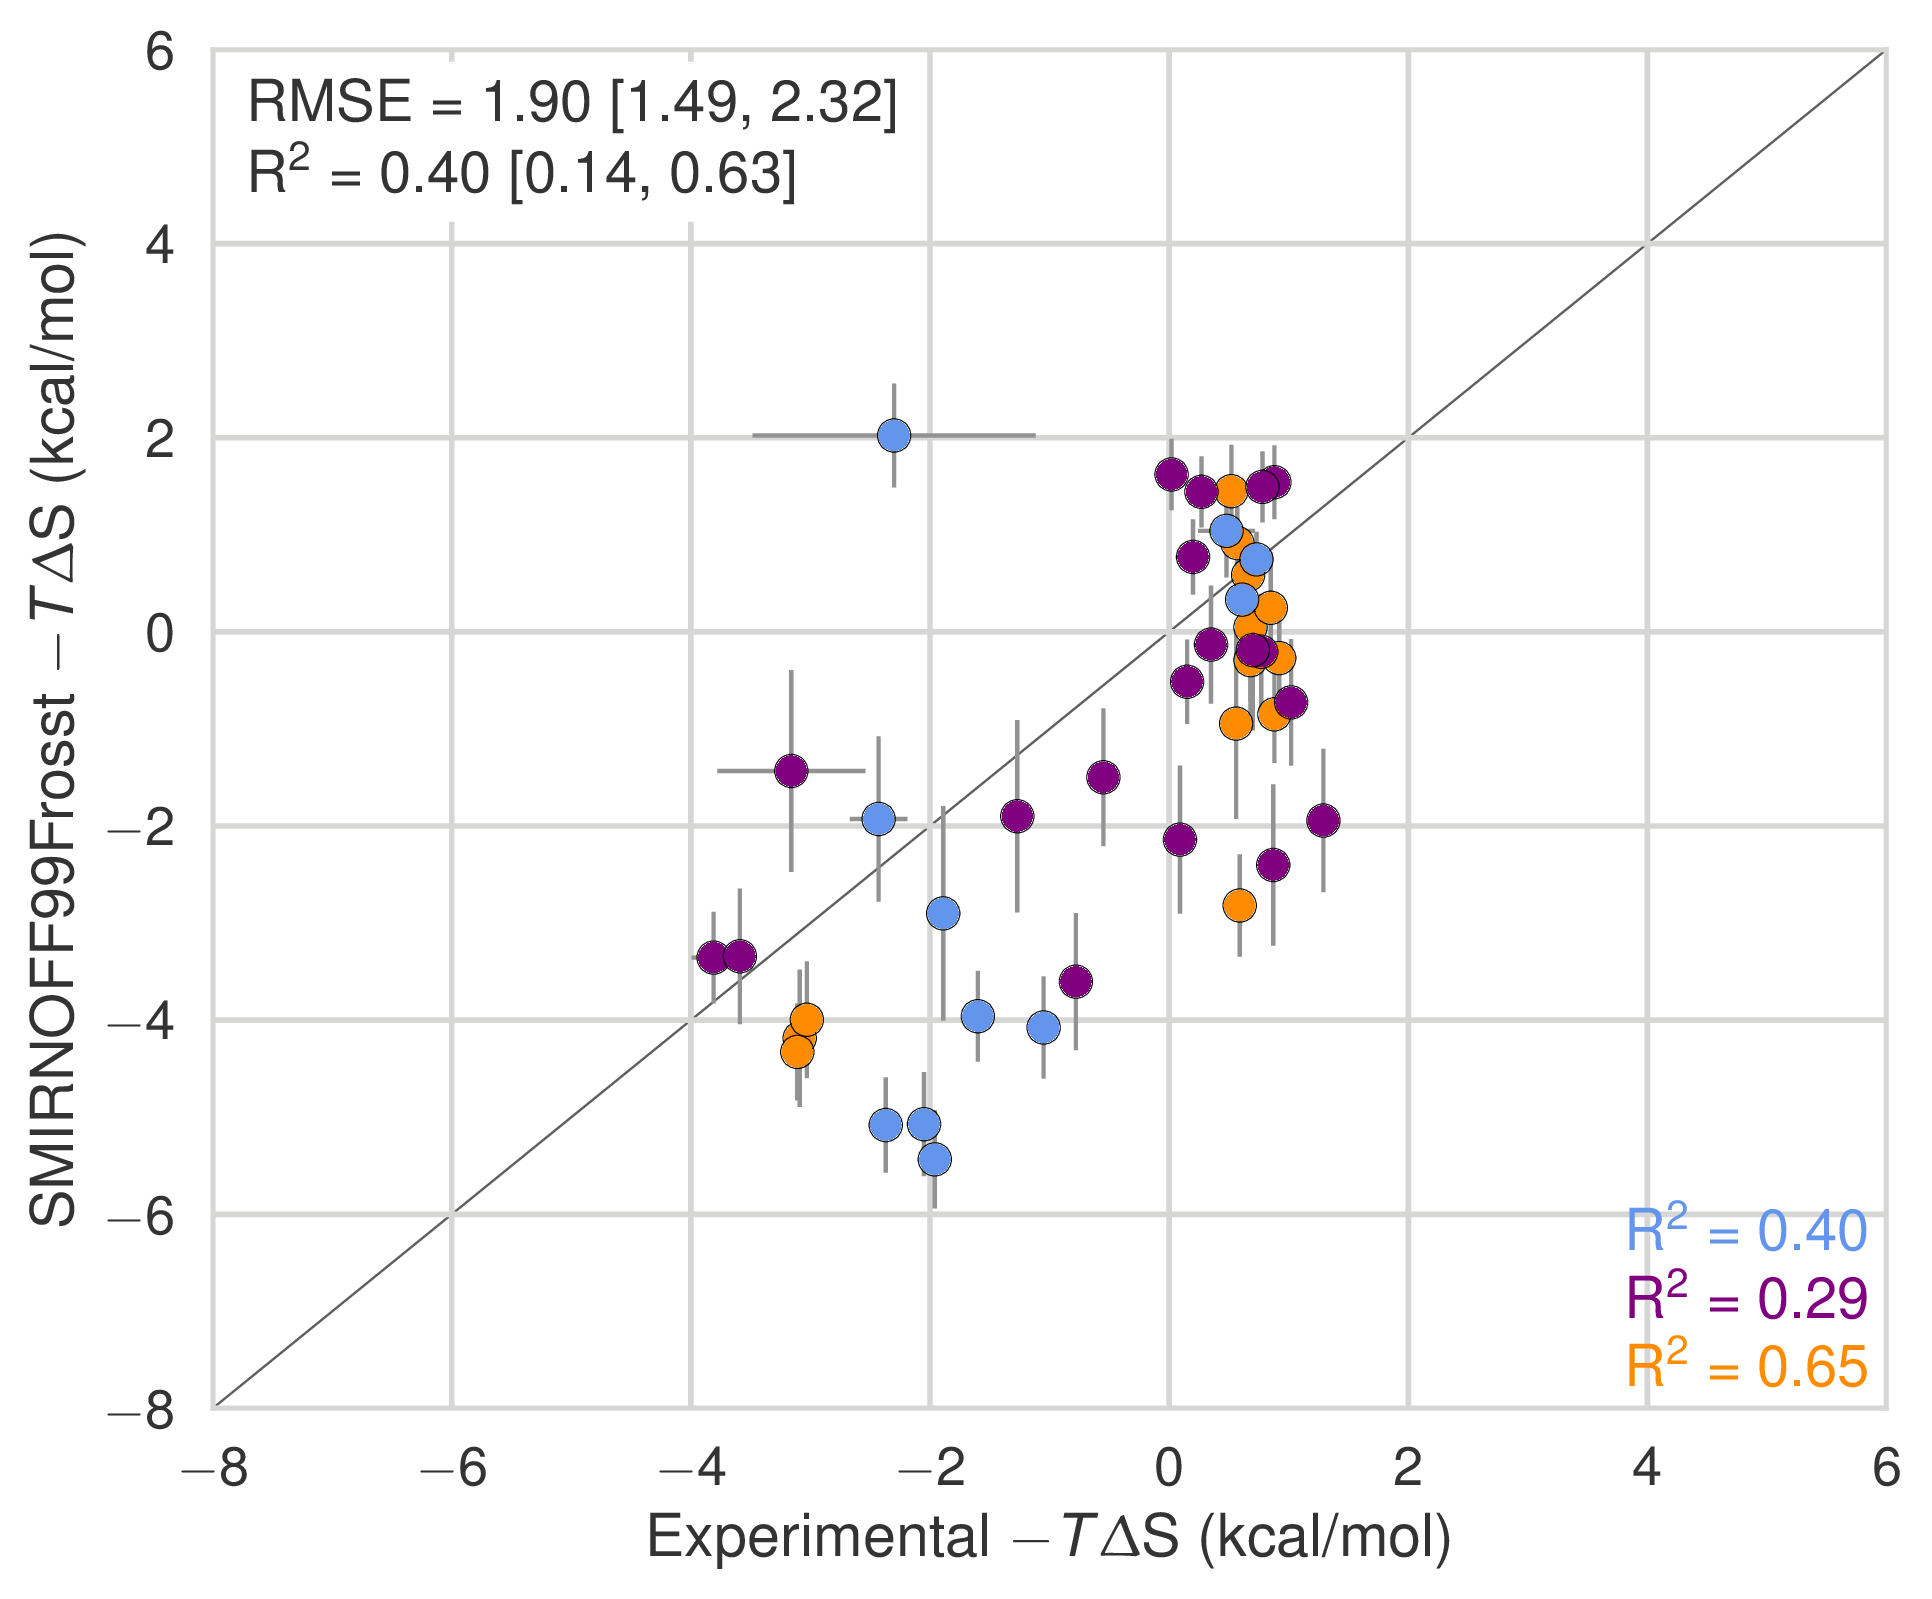 RMSE = 1.90 [1.49, 2.32]
R² = 0.40 [0.14, 0.63]
6
4
2
0
−2
−4
−6
−8
SMIRNOFF99Frosst −TΔS (kcal/mol)
R² = 0.40
R² = 0.29
R² = 0.65
−8 −6 −4 −2 0 2 4 6
Experimental −TΔS (kcal/mol)